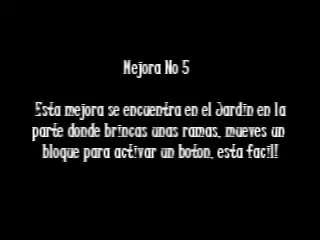 Mejora No 5
Esta mejora se encuentra en el Jardin en la
parte donde brincas unas ramas, mueves un
bloque para activar un boton, esta facil!